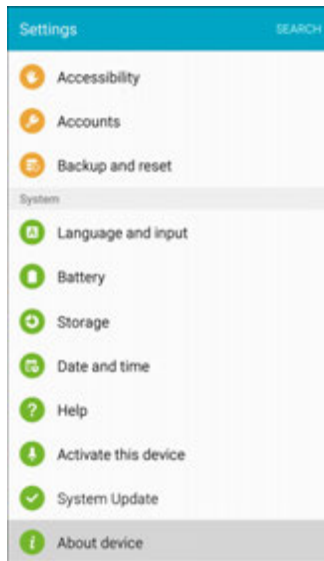 Settings
SEARCH
Accessibility
Accounts
Backup and reset
System
Language and input
Battery
Storage
Date and time
Help
Activate this device
System Update
About device